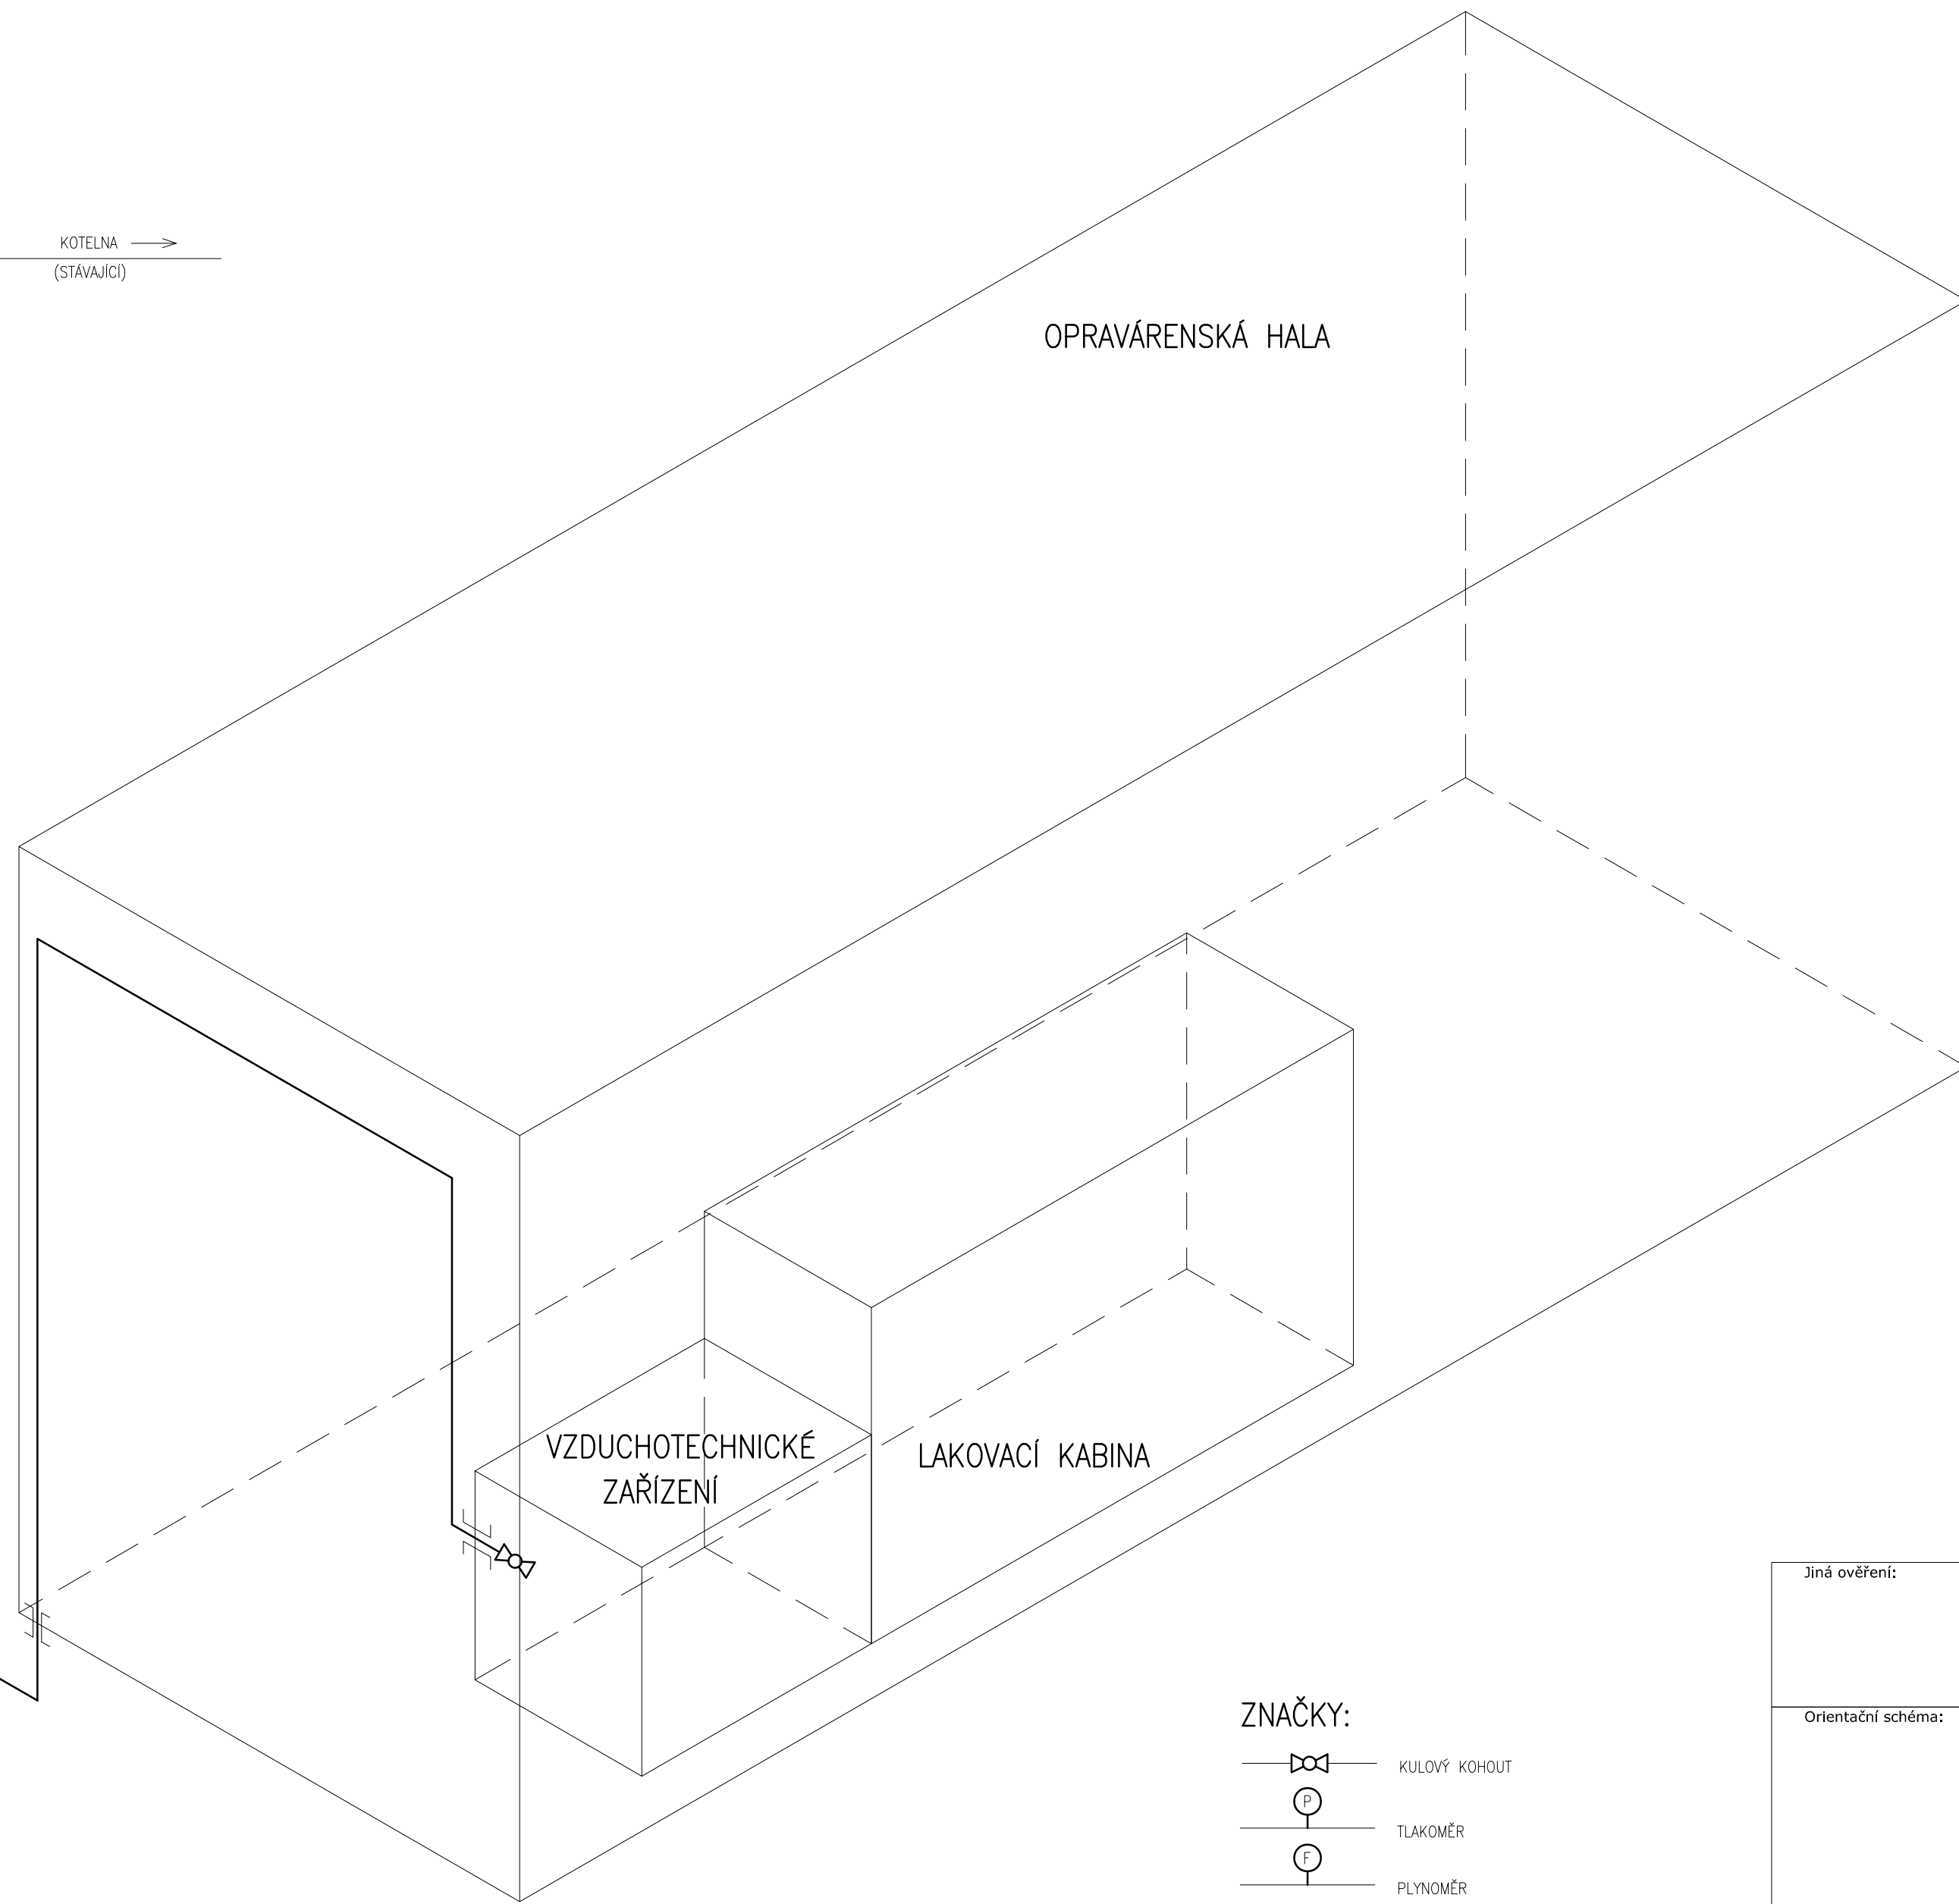 KOTELNA
(STÁVAJÍCÍ)
OPRAVÁRENSKÁ HALA
VZDUCHOTECHNICKÉ
ZAŘÍZENÍ
LAKOVACÍ KABINA
Jiná ověření:
ZNAČKY:
Orientační schéma:
KULOVÝ KOHOUT
P
TLAKOMĚR
F
PLYNOMĚR